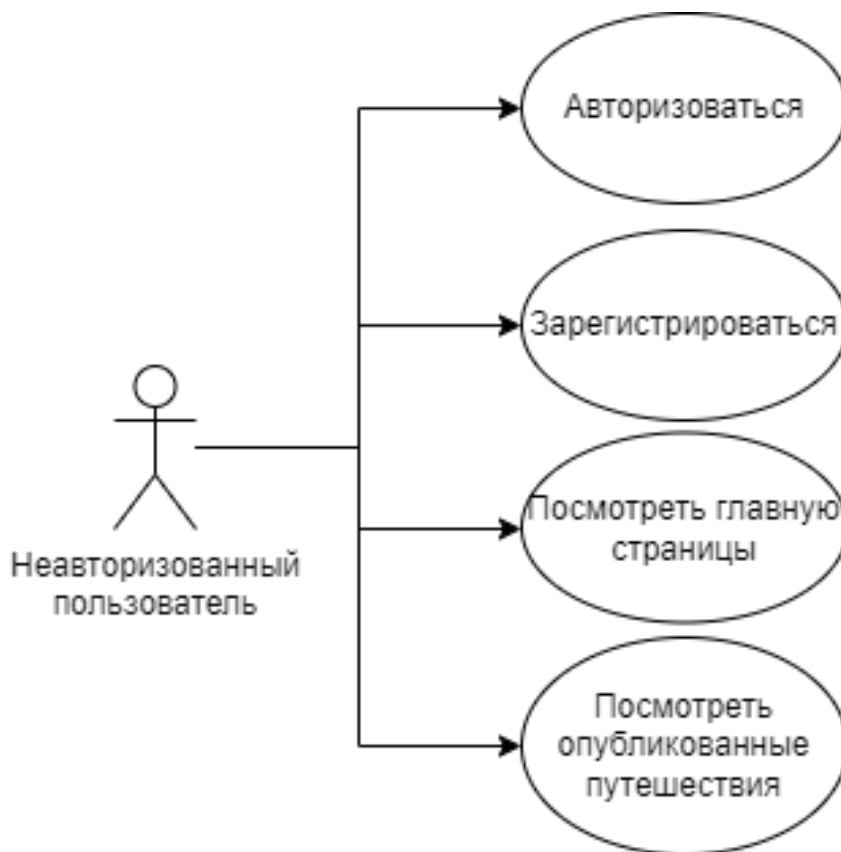 Авторизоваться
Зарегистрироваться
Посмотреть главную
страницы
Неавторизованный
пользователь
Посмотреть
опубликованные
путешествия